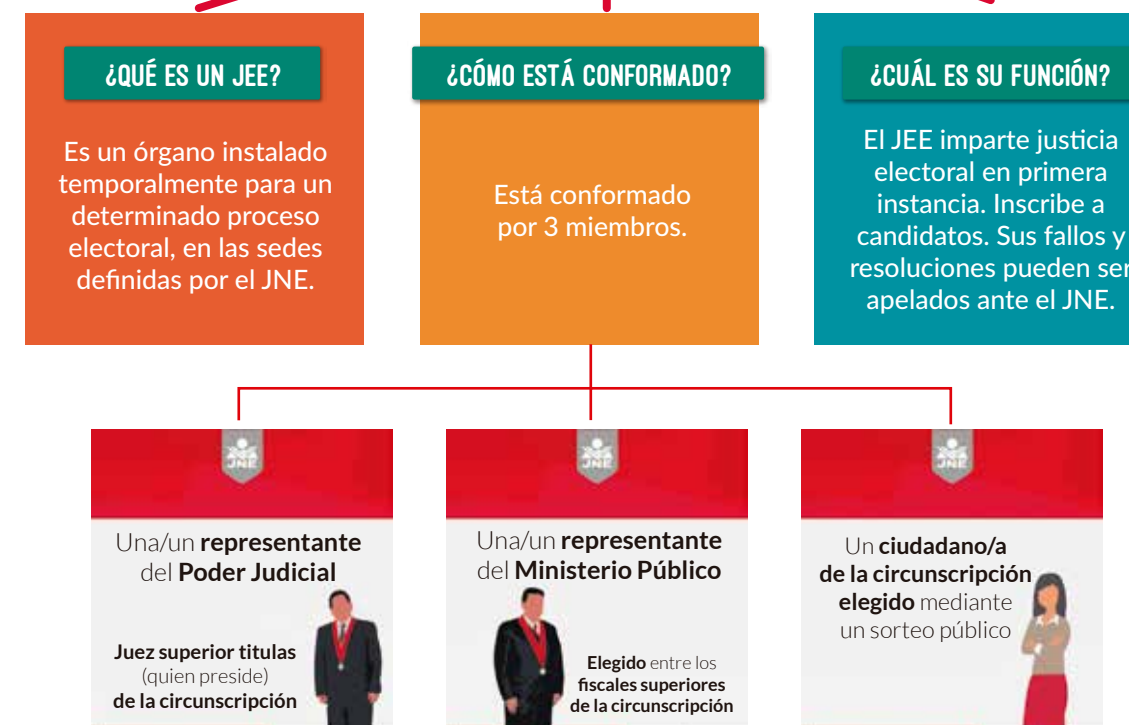 ¿QUÉ ES UN JEE?
Es un órgano instalado
temporalmente para un
determinado proceso
electoral, en las sedes
definidas por el JNE.
¿CÓMO ESTÁ CONFORMADO?
Está conformado
por 3 miembros.
¿CUÁL ES SU FUNCIÓN?
El JEE imparte justicia
electoral en primera
instancia. Inscribe a
candidatos. Sus fallos y
resoluciones pueden ser
apelados ante el JNE.
JNE
Una/un representante
del Poder Judicial
Juez superior titulas
(quien preside)
de la circunscripción
JNE
Una/un representante
del Ministerio Público
Elegido entre los
fiscales superiores
de la circunscripción
JNE
Un ciudadano/a
de la circunscripción
elegido mediante
un sorteo público